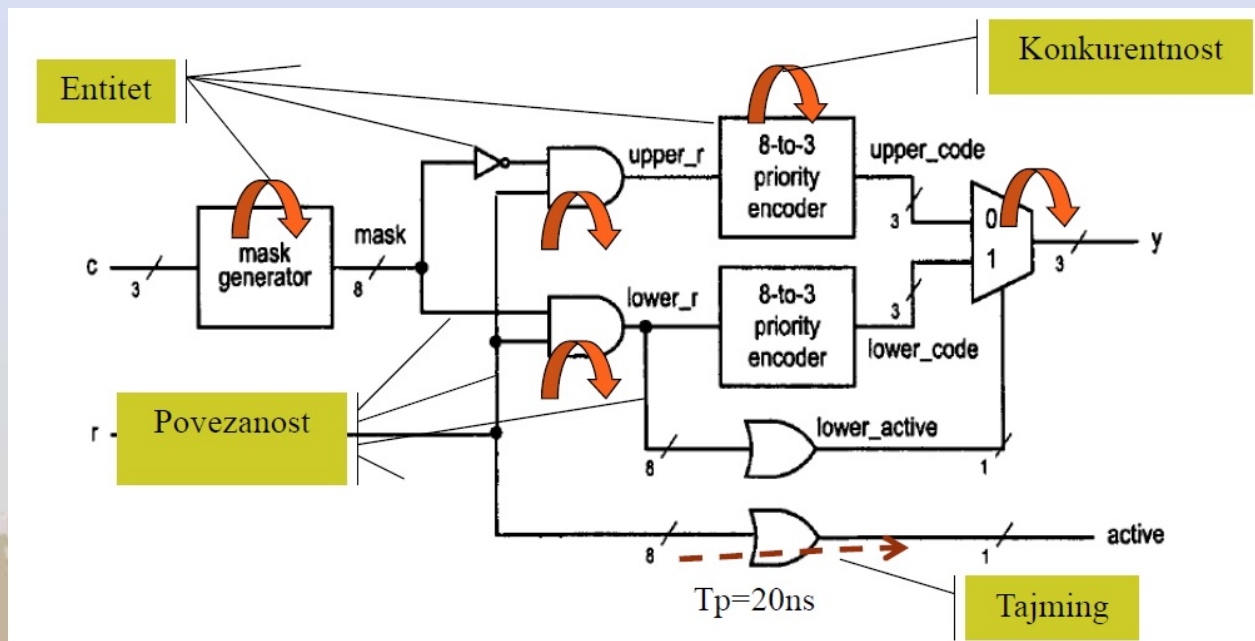 Entitet
Konkurentnost
upper_r
8-to-3
priority
encoder
upper_code
3
0
1
3
y
mask
generator
mask
c
3
8
lower_r
8-to-3
priority
encoder
3
lower_code
r
Povezanost
lower_active
8
1
8
1
active
Tp=20ns
Tajming